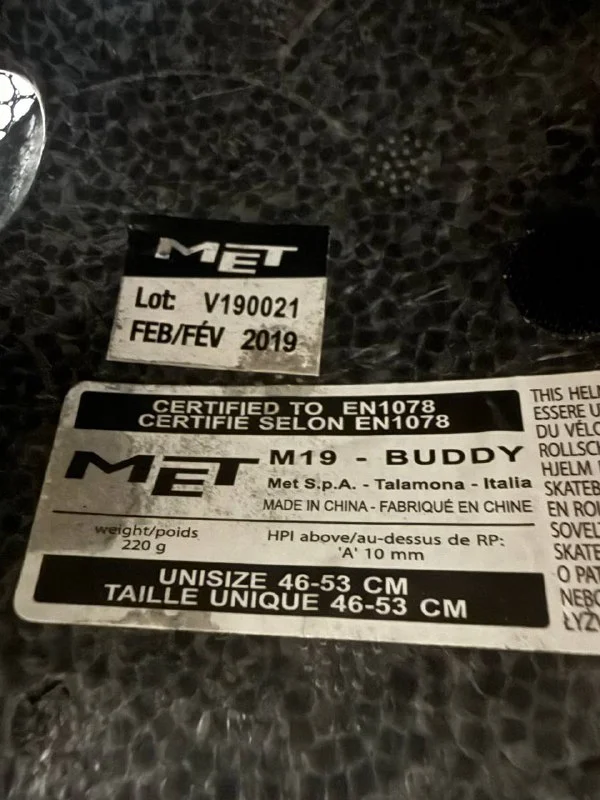 MET
Lot: V190021
FEB/FÉV 2019
CERTIFIED TO EN1078
CERTIFIÉ SELON EN1078
MET M19 - BUDDY
Met S.p.A. - Talamona - Italia
MADE IN CHINA - FABRIQUÉ EN CHINE
weight/poids
220 g
HPI above/au-dessus de RP:
'A' 10 mm
UNISIZE 46-53 CM
TAILLE UNIQUE 46-53 CM
THIS HEL
ESSERE U
DU VÉLO
ROLLSC
HJELM
SKATEB
EN ROL
SOVEL
SKATE
O PAT
NEBO
ŁYŻ